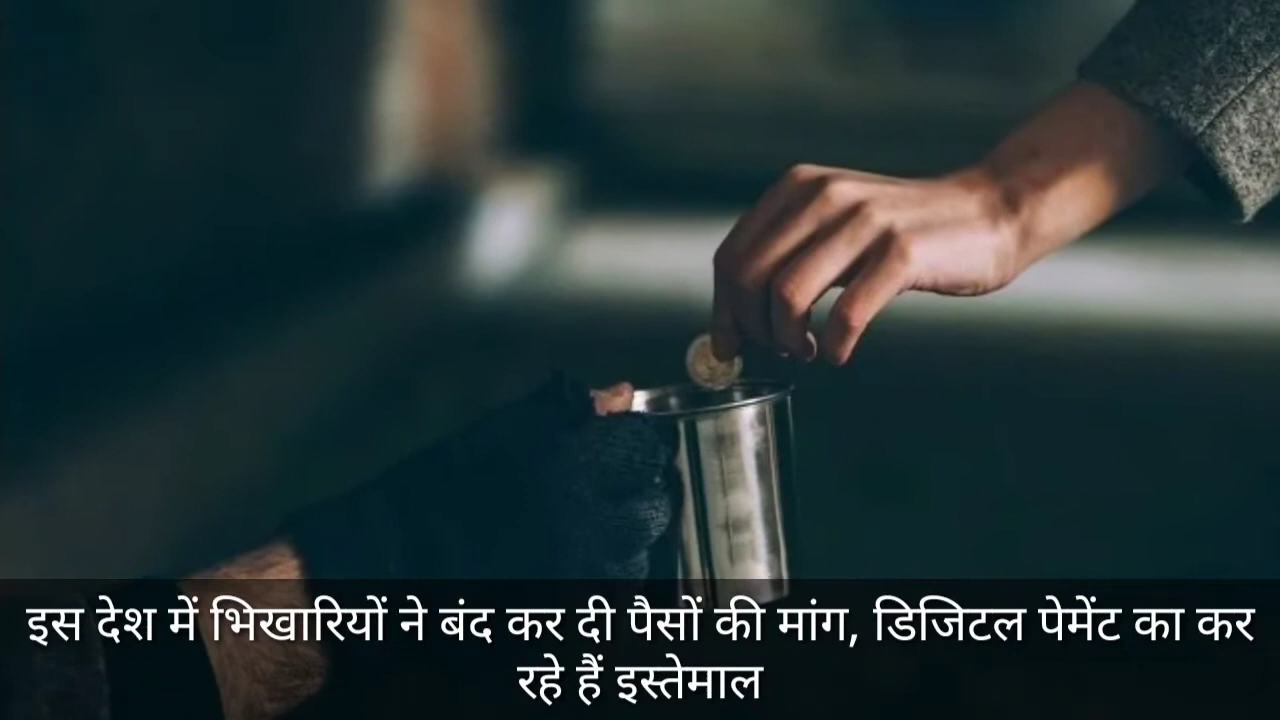 इस देश में भिखारियों ने बंद कर दी पैसों की मांग, डिजिटल पेमेंट का कर
रहे हैं इस्तेमाल